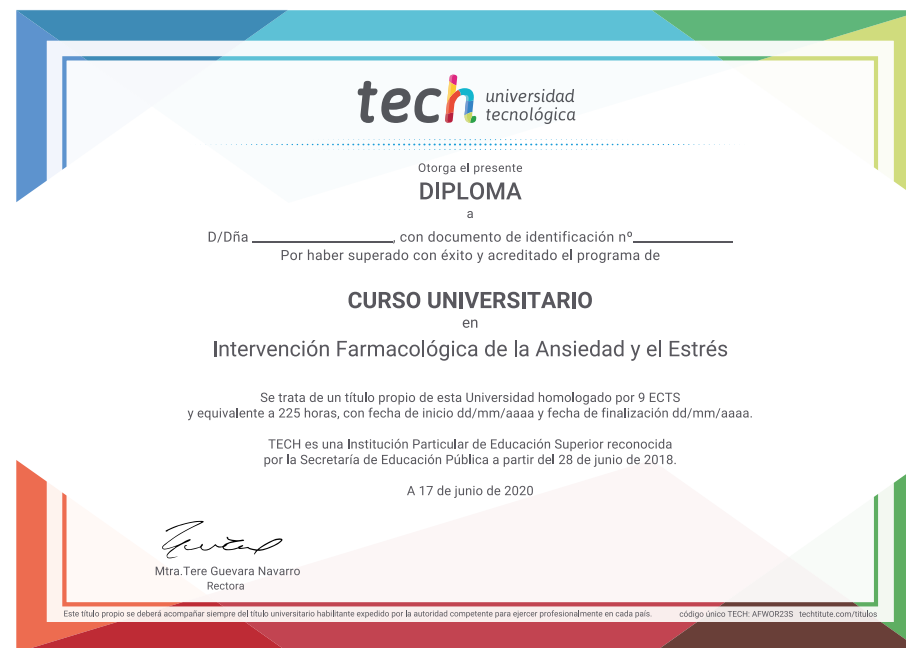 tech universidad
tecnológica
Otorga el presente
DIPLOMA
a
D/Dña ____________________, con documento de identificación nº______________
Por haber superado con éxito y acreditado el programa de
CURSO UNIVERSITARIO
en
Intervención Farmacológica de la Ansiedad y el Estrés
Se trata de un título propio de esta Universidad homologado por 9 ECTS
y equivalente a 225 horas, con fecha de inicio dd/mm/aaaa y fecha de finalización dd/mm/aaaa.
TECH es una Institución Particular de Educación Superior reconocida
por la Secretaría de Educación Pública a partir del 28 de junio de 2018.
A 17 de junio de 2020
Mtra.Tere Guevara Navarro
Rectora
Este título propio se deberá acompañar siempre del título universitario habilitante expedido por la autoridad competente para ejercer profesionalmente en cada país. código único TECH: AFWOR23S techtitute.com/titulos